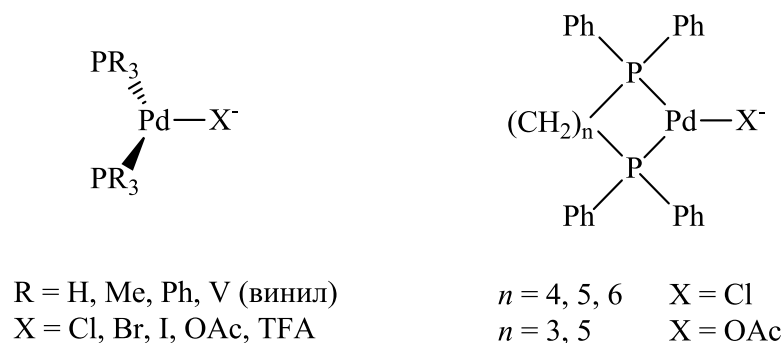 PR3
Pd—X-
PR3
Ph Ph
P
(CH2)n Pd—X-
P
Ph Ph
R = H, Me, Ph, V (винил)
X = Cl, Br, I, OAc, TFA
n = 4, 5, 6 X = Cl
n = 3, 5 X = OAc